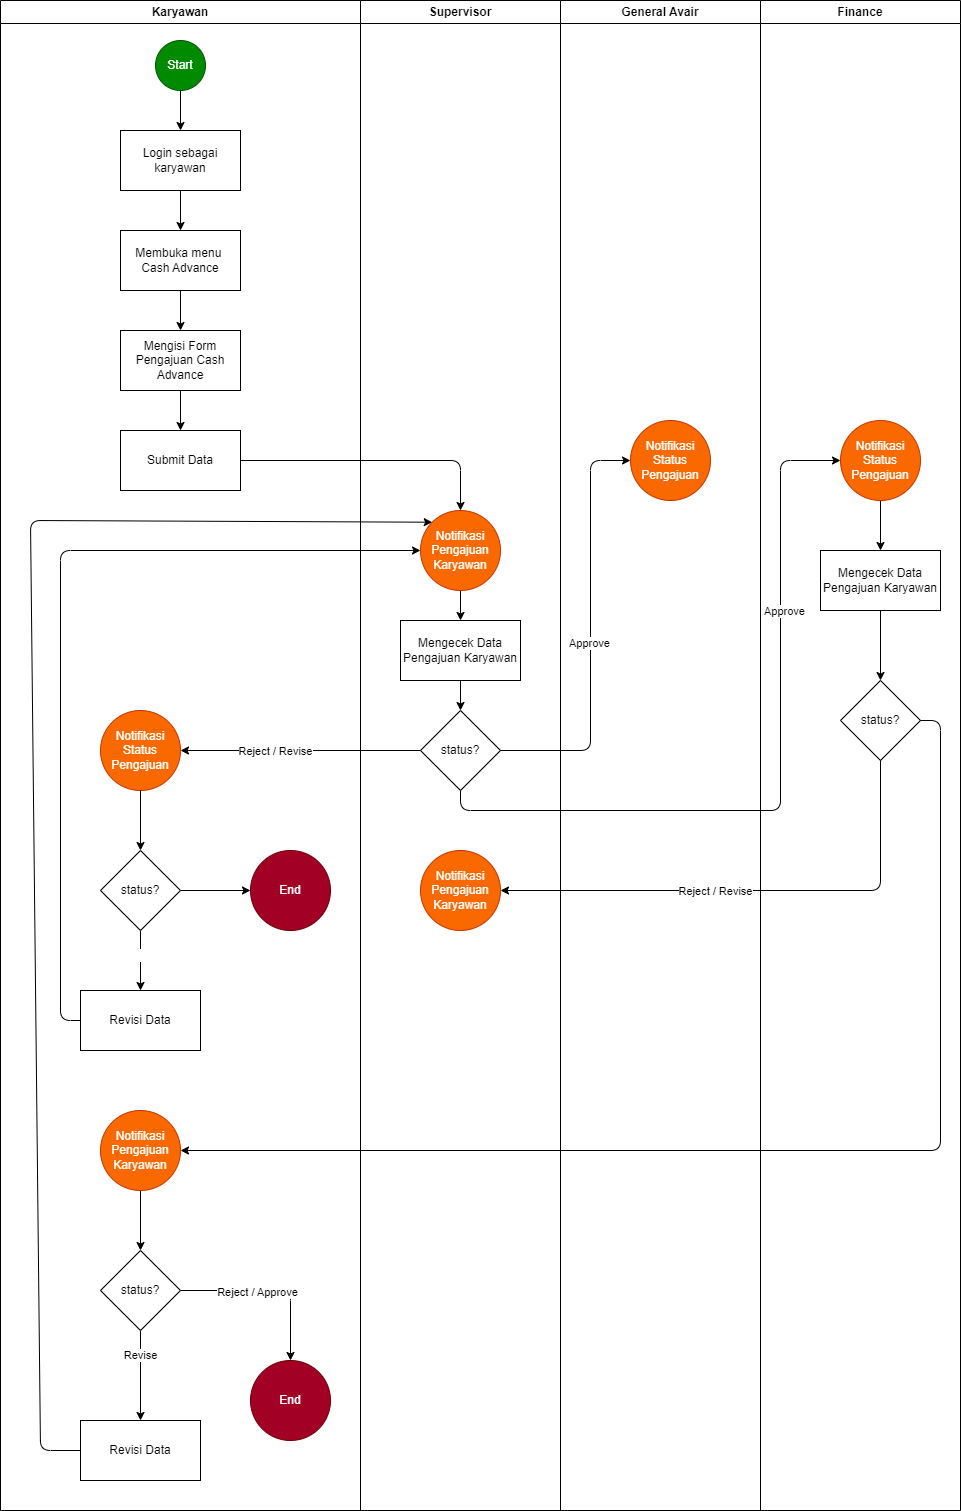 Karyawan
Supervisor
General Avair
Finance
Start
Login sebagai
karyawan
Membuka menu
Cash Advance
Mengisi Form
Pengajuan Cash
Advance
Submit Data
Notifikasi
Status
Pengajuan
Notifikasi
Status
Pengajuan
Notifikasi
Pengajuan
Karyawan
Mengecek Data
Pengajuan Karyawan
Approve
Mengecek Data
Pengajuan Karyawan
Approve
status?
Notifikasi
Status
Pengajuan
Reject / Revise
status?
status?
End
Notifikasi
Pengajuan
Karyawan
Reject / Revise
Revisi Data
Notifikasi
Pengajuan
Karyawan
status?
Reject / Approve
Revise
End
Revisi Data